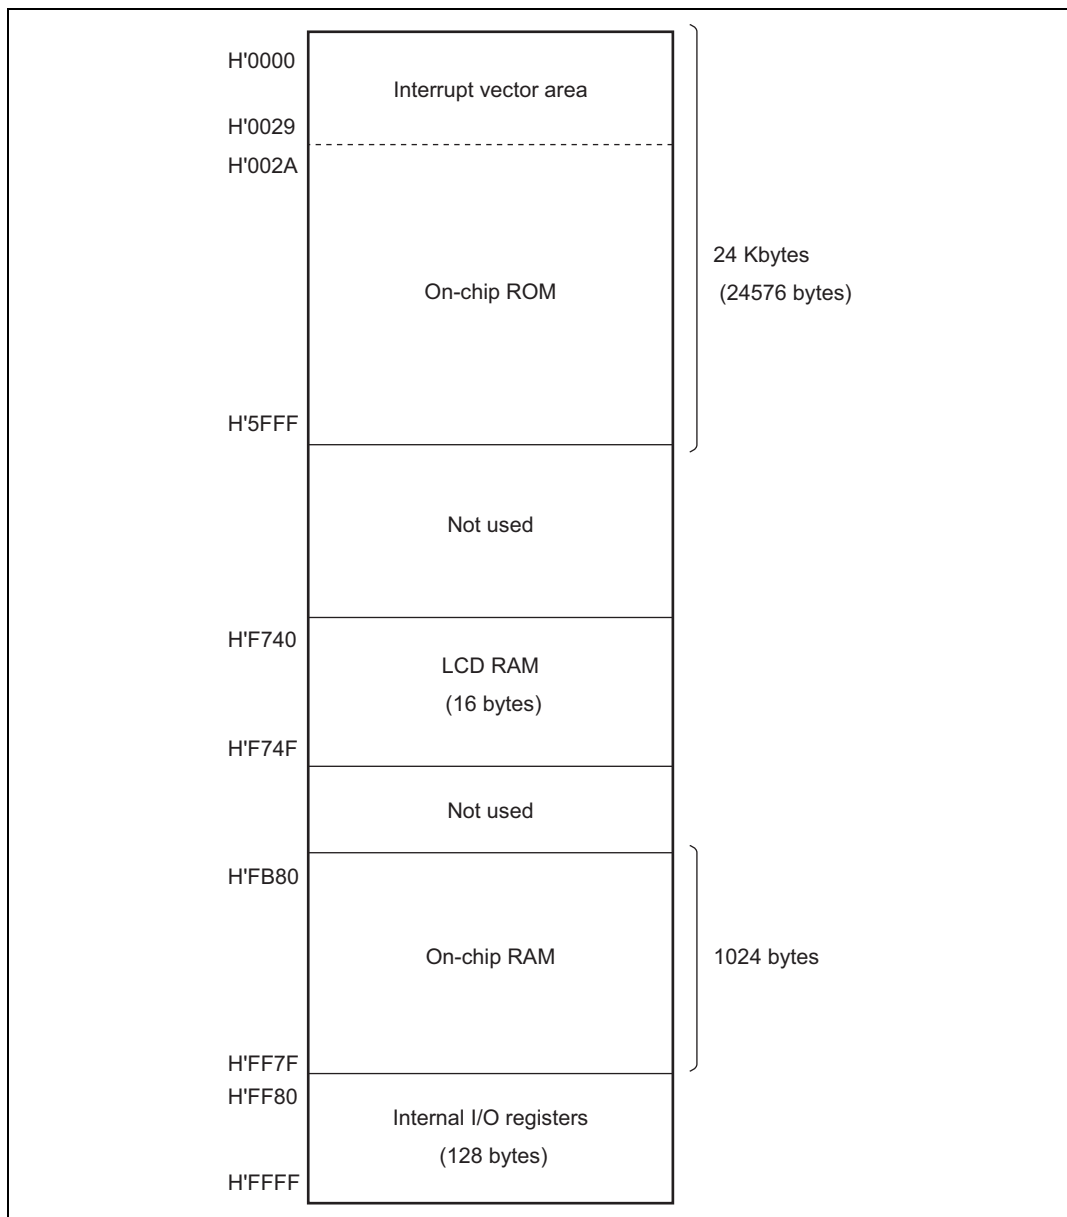 H'0000
Interrupt vector area
H'0029
H'002A
24 Kbytes
(24576 bytes)
On-chip ROM
H'5FFF
Not used
H'F740
LCD RAM
(16 bytes)
H'F74F
Not used
H'FB80
On-chip RAM
1024 bytes
H'FF7F
H'FF80
Internal I/O registers
(128 bytes)
H'FFFF